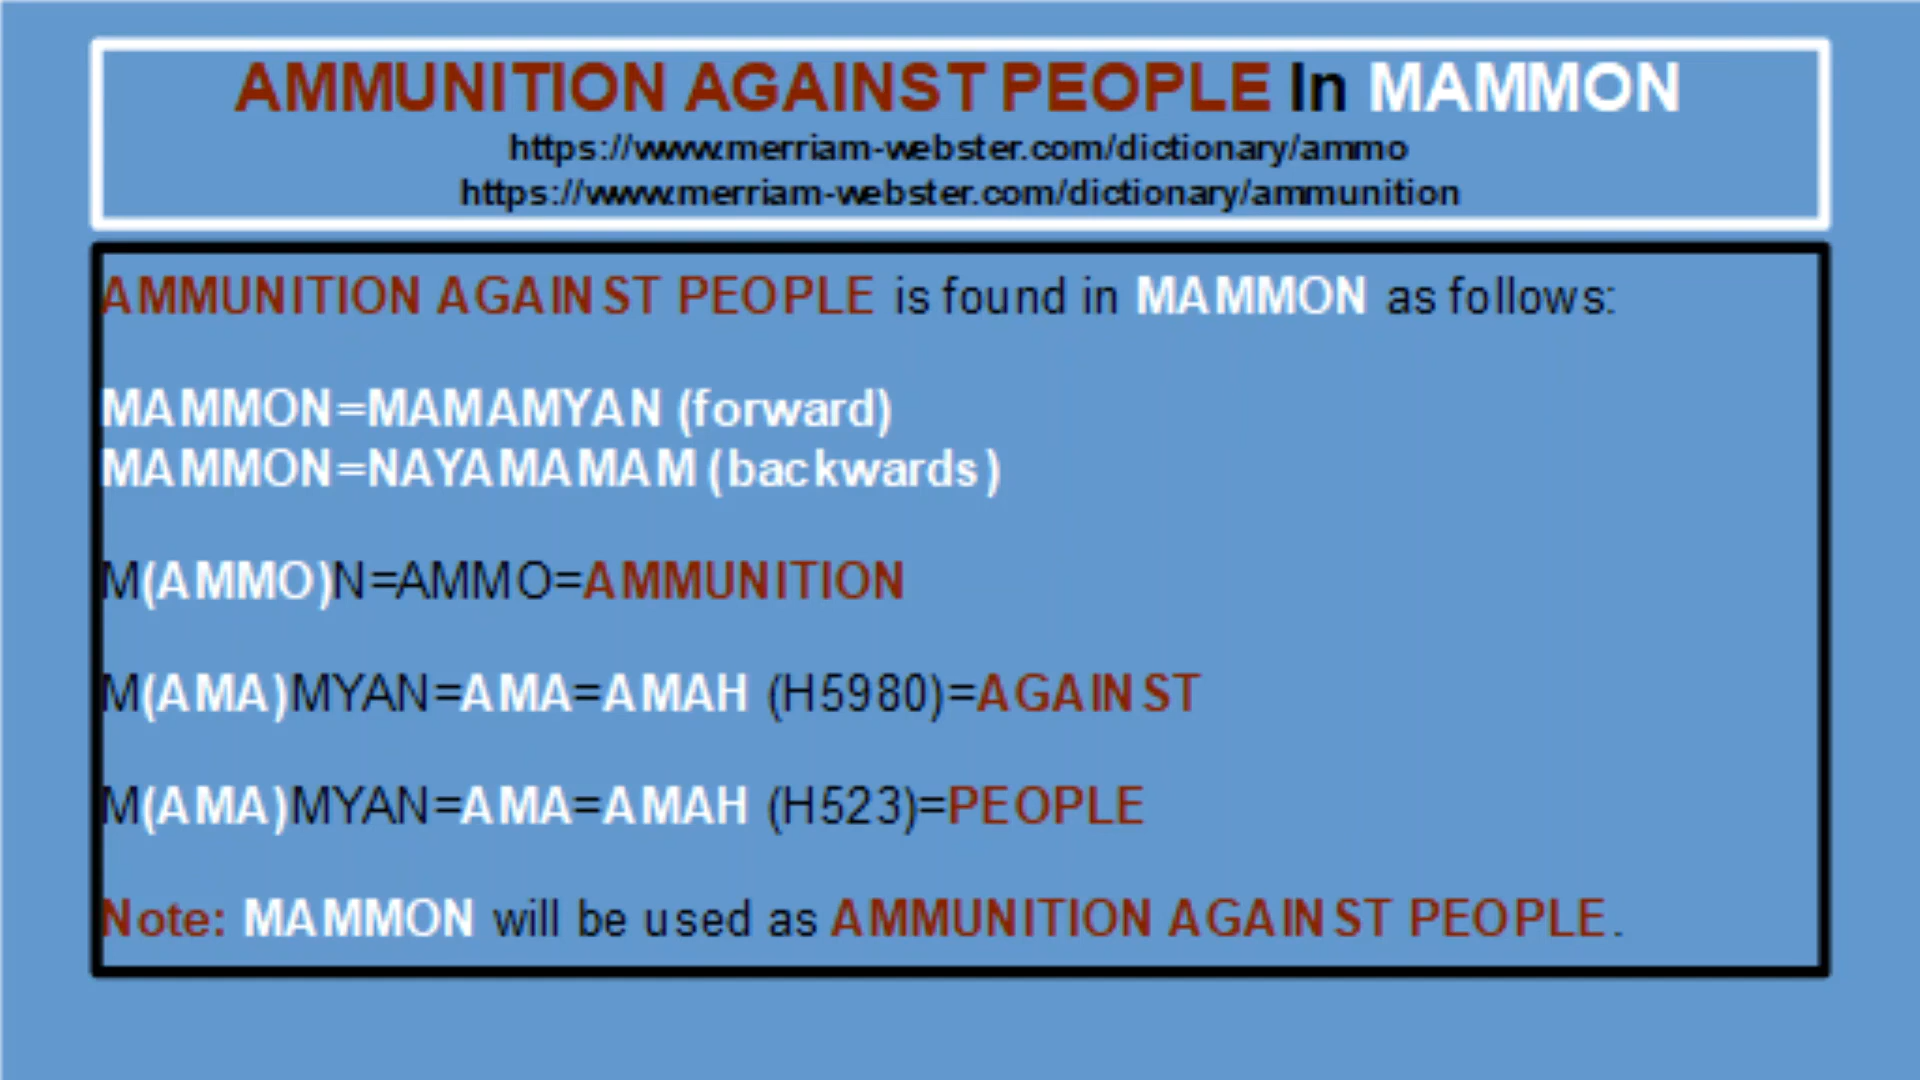 AMMUNITION AGAINST PEOPLE In MAMMON
https://www.merriam-webster.com/dictionary/ammo
https://www.merriam-webster.com/dictionary/ammunition
AMMUNITION AGAINST PEOPLE is found in MAMMON as follows:
MAMMON=MAMAMYAN (forward)
MAMMON=NAYAMAMAM (backwards)
M(AMMO)N=AMMO=AMMUNITION
M(AMA)MYAN=AMA=AMAH (H5980)=AGAINST
M(AMA)MYAN=AMA=AMAH (H523)=PEOPLE
Note: MAMMON will be used as AMMUNITION AGAINST PEOPLE.